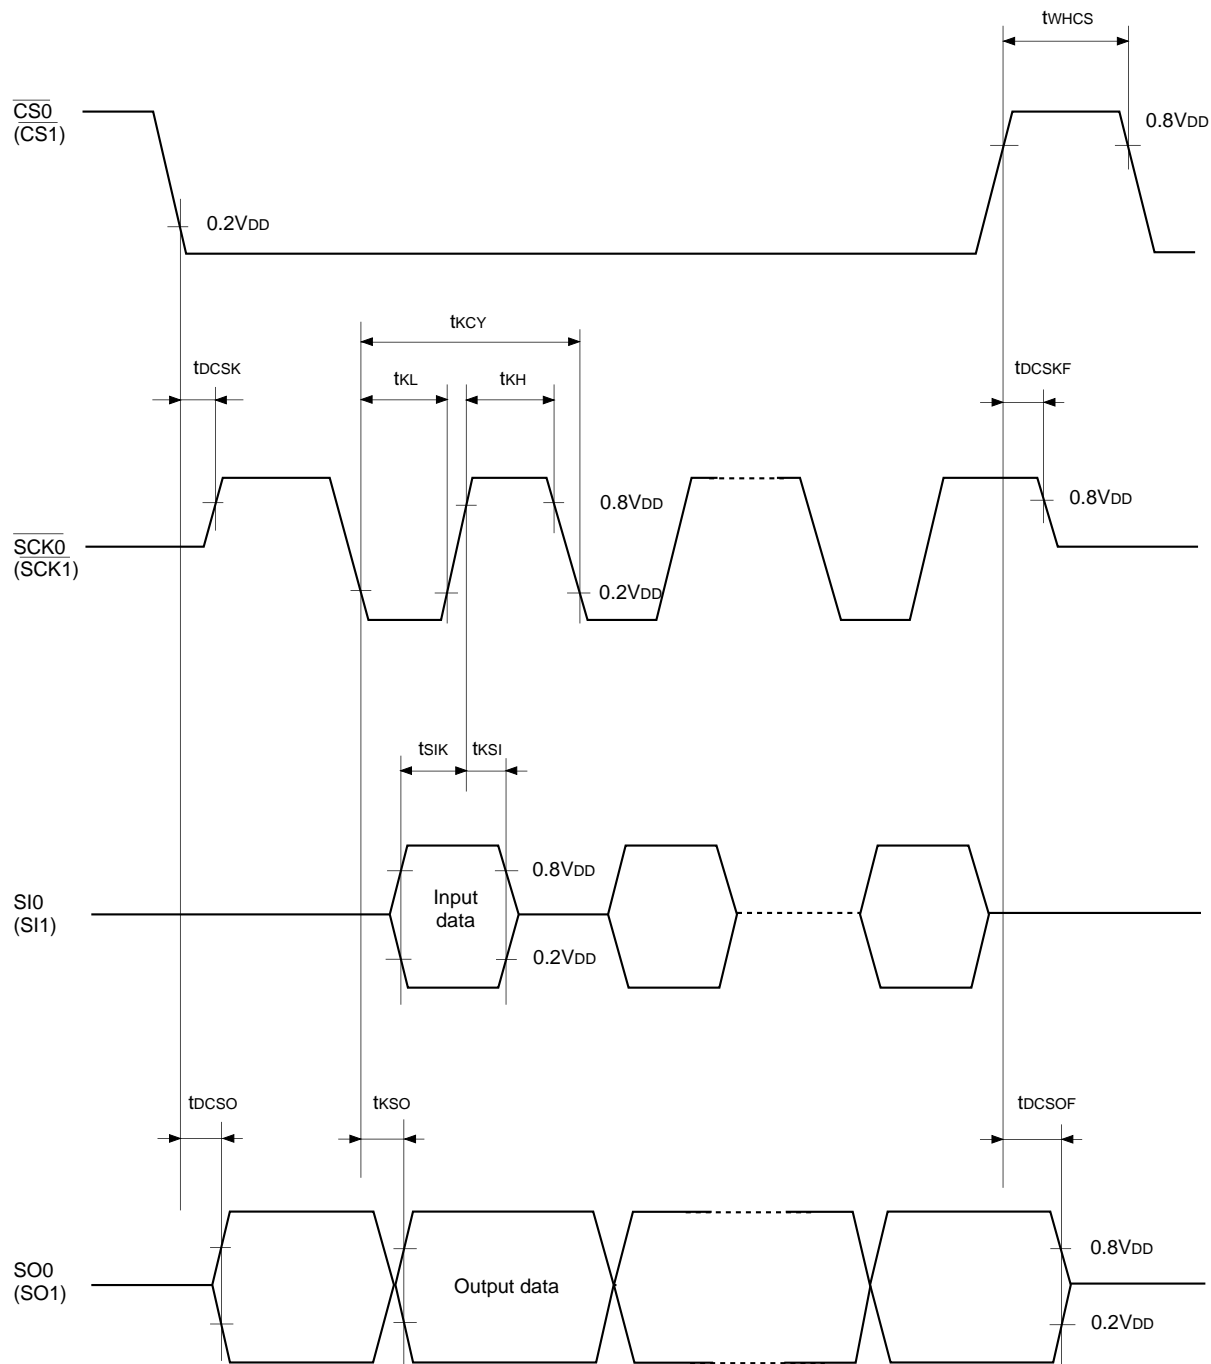 tWHCS
CS0
(CS1)
0.8VDD
0.2VDD
tKCY
tDCSK
tKL
tKH
tDCSKF
0.8VDD
0.8VDD
SCK0
(SCK1)
0.2VDD
tSIK
tKSI
0.8VDD
SI0
(SI1)
Input
data
0.2VDD
tDCSO
tKSO
tDCSOF
0.8VDD
SO0
(SO1)
Output data
0.2VDD